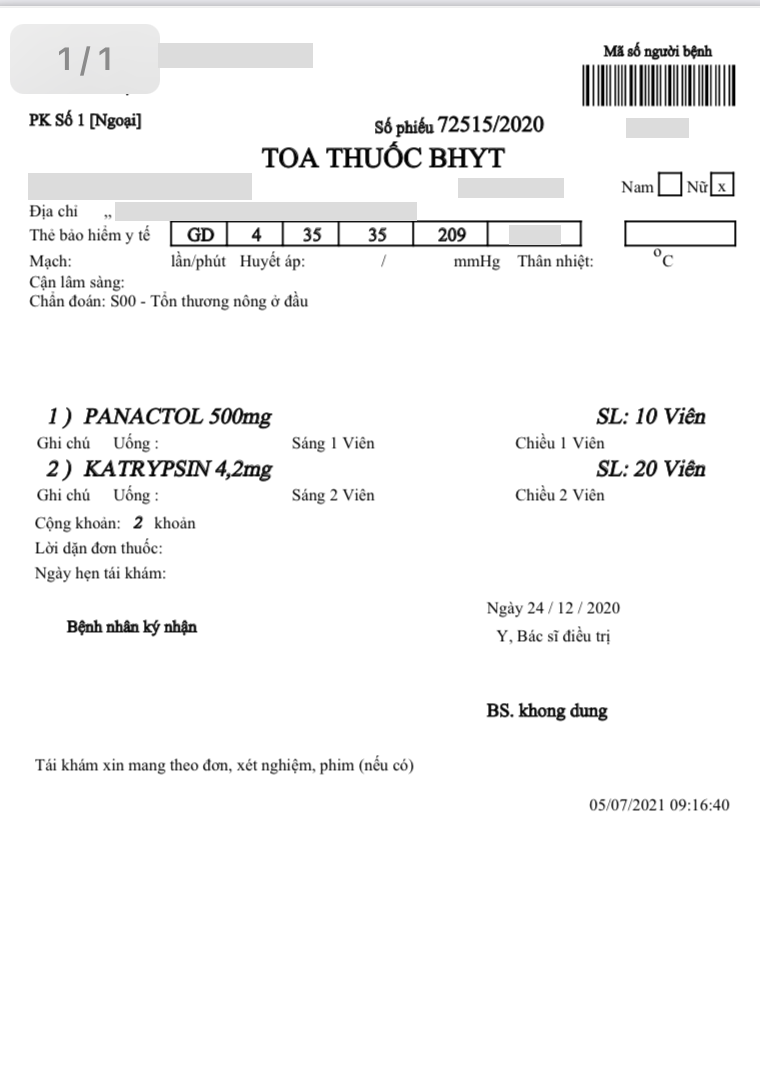 1/1
Mã số người bệnh
PK Số 1 [Ngoại]
Số phiếu 72515/2020
TOA THUỐC BHYT
Nam Nữ x
Địa chỉ ,,
Thẻ bảo hiểm y tế GD 4 35 35 209
Mạch: lần/phút Huyết áp: / mmHg Thân nhiệt: °C
Cận lâm sàng:
Chẩn đoán: S00 - Tổn thương nông ở đầu
1 ) PANACTOL 500mg SL: 10 Viên
Ghi chú Uống : Sáng 1 Viên Chiều 1 Viên
2 ) KATRYPSIN 4,2mg SL: 20 Viên
Ghi chú Uống : Sáng 2 Viên Chiều 2 Viên
Cộng khoản: 2 khoản
Lời dặn đơn thuốc:
Ngày hẹn tái khám:
Ngày 24 / 12 / 2020
Bệnh nhân ký nhận
Y, Bác sĩ điều trị
BS. khong dung
Tái khám xin mang theo đơn, xét nghiệm, phim (nếu có)
05/07/2021 09:16:40